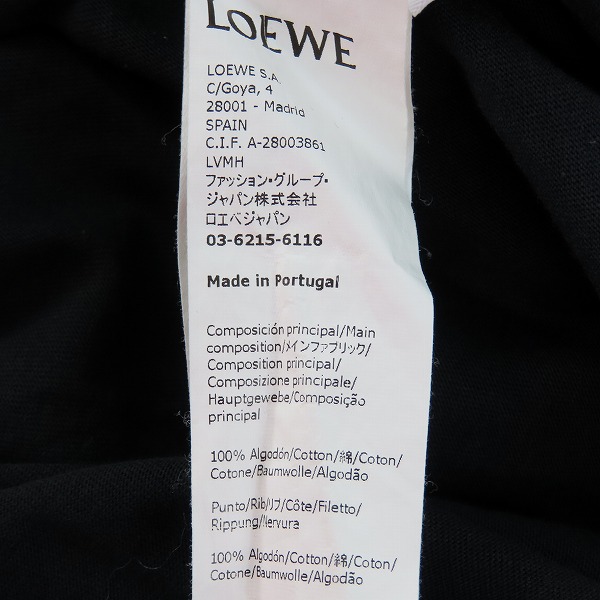 LOEWE
LOEWE S.A.
C/Goya, 4
28001 - Madrid
SPAIN
C.I.F. A-28003861
LVMH
ファッション・グループ・
ジャパン株式会社
ロエベジャパン
03-6215-6116
Made in Portugal
Composición principal/Main
composition/メインファブリック/
Composition principal/
Composizione principale/
Hauptgewebe/Composição
principal
100% Algodón/Cotton/綿/Coton/
Cotone/Baumwolle/Algodão
Punto/Rib/リブ/Côte/Filetto/
Rippung/Nervura
100% Algodón/Cotton/綿/Coton/
Cotone/Baumwolle/Algodão